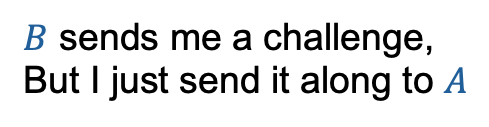 B sends me a challenge,
But I just send it along to A